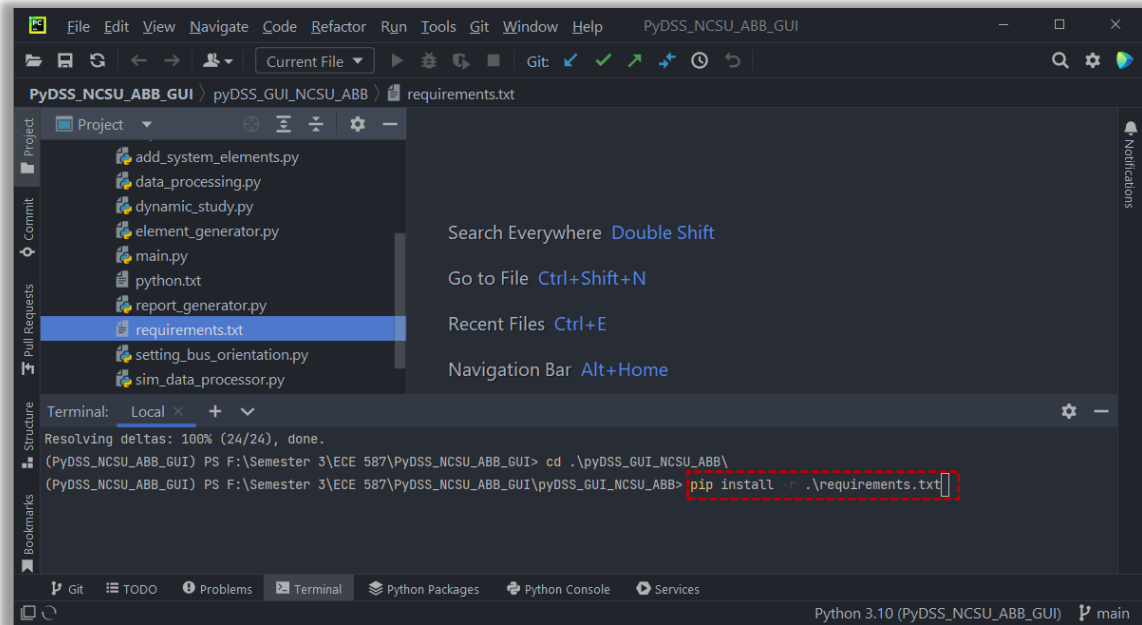 PC
File Edit View Navigate Code Refactor Run Tools Git Window Help PyDSS_NCSU_ABB_GUI
Current File Git:
PyDSS_NCSU_ABB_GUI pyDSS_GUI_NCSU_ABB requirements.txt
Project
Project
Commit
Pull Requests
Structure
Bookmarks
Notifications
add_system_elements.py
data_processing.py
dynamic_study.py
element_generator.py
main.py
python.txt
report_generator.py
requirements.txt
setting_bus_orientation.py
sim_data_processor.py
Search Everywhere Double Shift
Go to File Ctrl+Shift+N
Recent Files Ctrl+E
Navigation Bar Alt+Home
Terminal: Local
Resolving deltas: 100% (24/24), done.
(PyDSS_NCSU_ABB_GUI) PS F:\Semester 3\ECE 587\PyDSS_NCSU_ABB_GUI> cd .\pyDSS_GUI_NCSU_ABB\
(PyDSS_NCSU_ABB_GUI) PS F:\Semester 3\ECE 587\PyDSS_NCSU_ABB_GUI\pyDSS_GUI_NCSU_ABB> pip install -r .\requirements.txt
Git TODO Problems Terminal Python Packages Python Console Services
Python 3.10 (PyDSS_NCSU_ABB_GUI) main